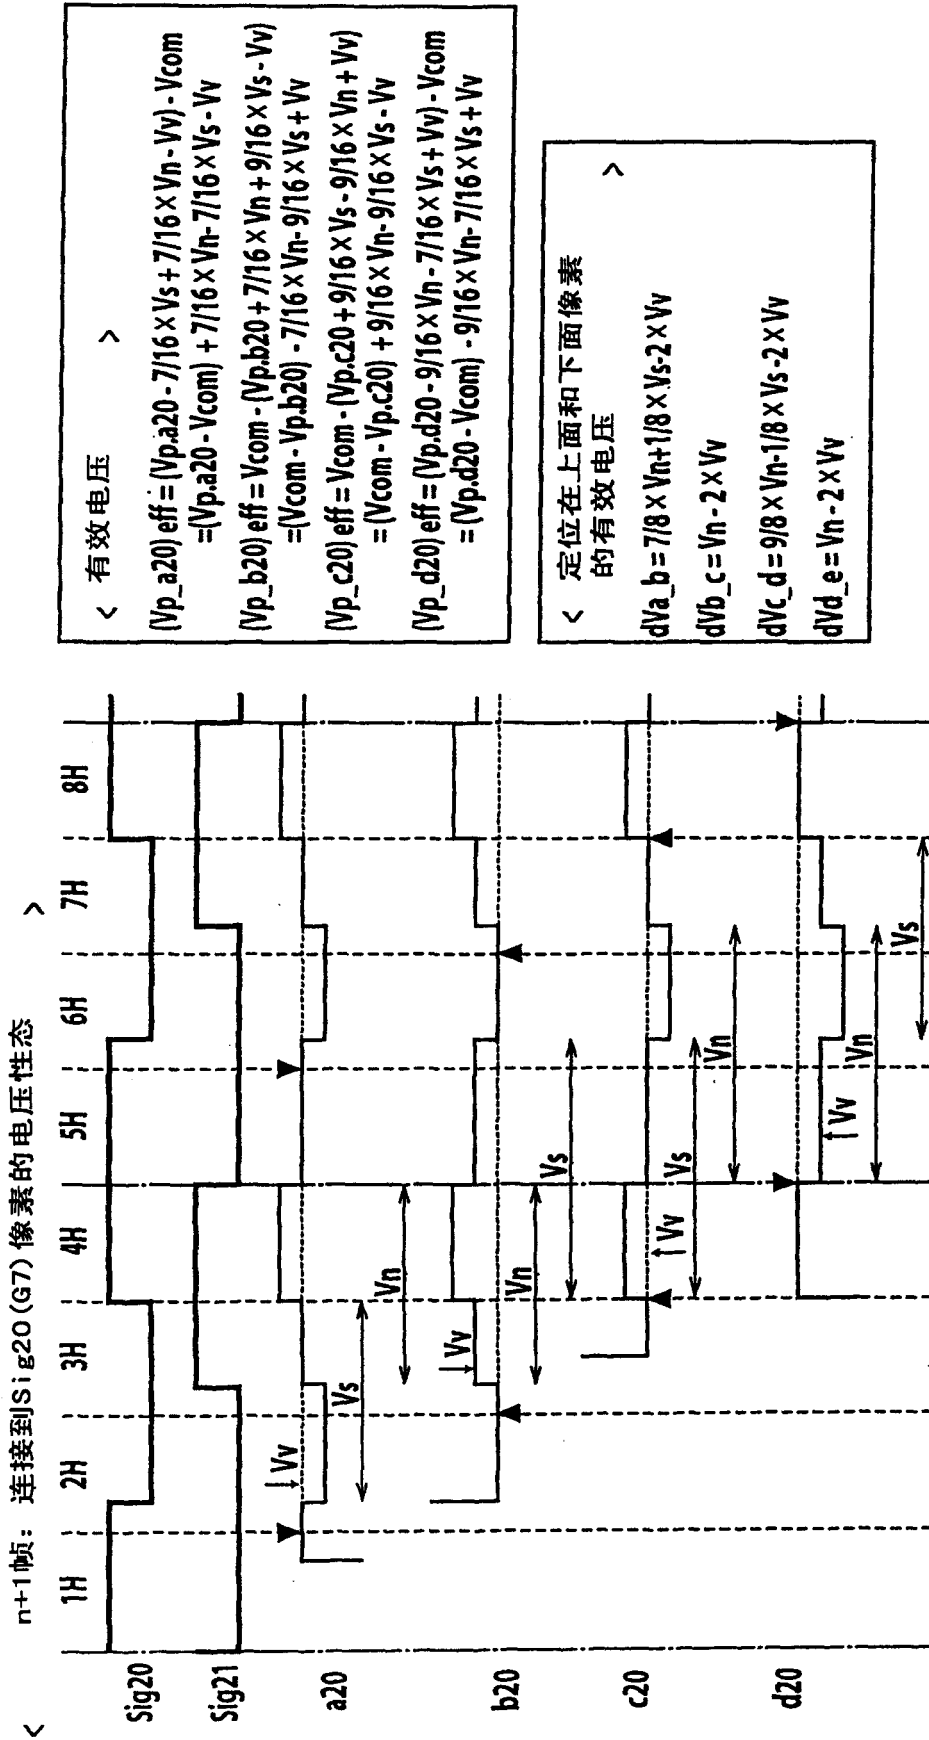 < n+1帧: 连接到Sig20(G7)像素的电压性态 >
1H 2H 3H 4H 5H 6H 7H 8H
Sig20
Sig21
a20
Vv
Vs
Vn
b20
Vv
Vn
Vs
c20
Vv
Vs
Vn
d20
Vv
Vn
Vs
< 有效电压 >
(Vp_a20) eff = (Vp.a20 - 7/16 × Vs + 7/16 × Vn - Vv) - Vcom
=(Vp.a20 - Vcom) + 7/16 × Vn - 7/16 × Vs - Vv
(Vp_b20) eff = Vcom - (Vp.b20 + 7/16 × Vn + 9/16 × Vs - Vv)
=(Vcom - Vp.b20) - 7/16 × Vn - 9/16 × Vs + Vv
(Vp_c20) eff = Vcom - (Vp.c20 + 9/16 × Vs - 9/16 × Vn + Vv)
= (Vcom - Vp.c20) + 9/16 × Vn - 9/16 × Vs - Vv
(Vp_d20) eff = (Vp.d20 - 9/16 × Vn - 7/16 × Vs + Vv) - Vcom
= (Vp.d20 - Vcom) - 9/16 × Vn - 7/16 × Vs + Vv
< 定位在上面和下面像素 >
的有效电压
dVa_b = 7/8 × Vn+1/8 × Vs-2 × Vv
dVb_c = Vn - 2 × Vv
dVc_d = 9/8 × Vn-1/8 × Vs-2 × Vv
dVd_e = Vn - 2 × Vv